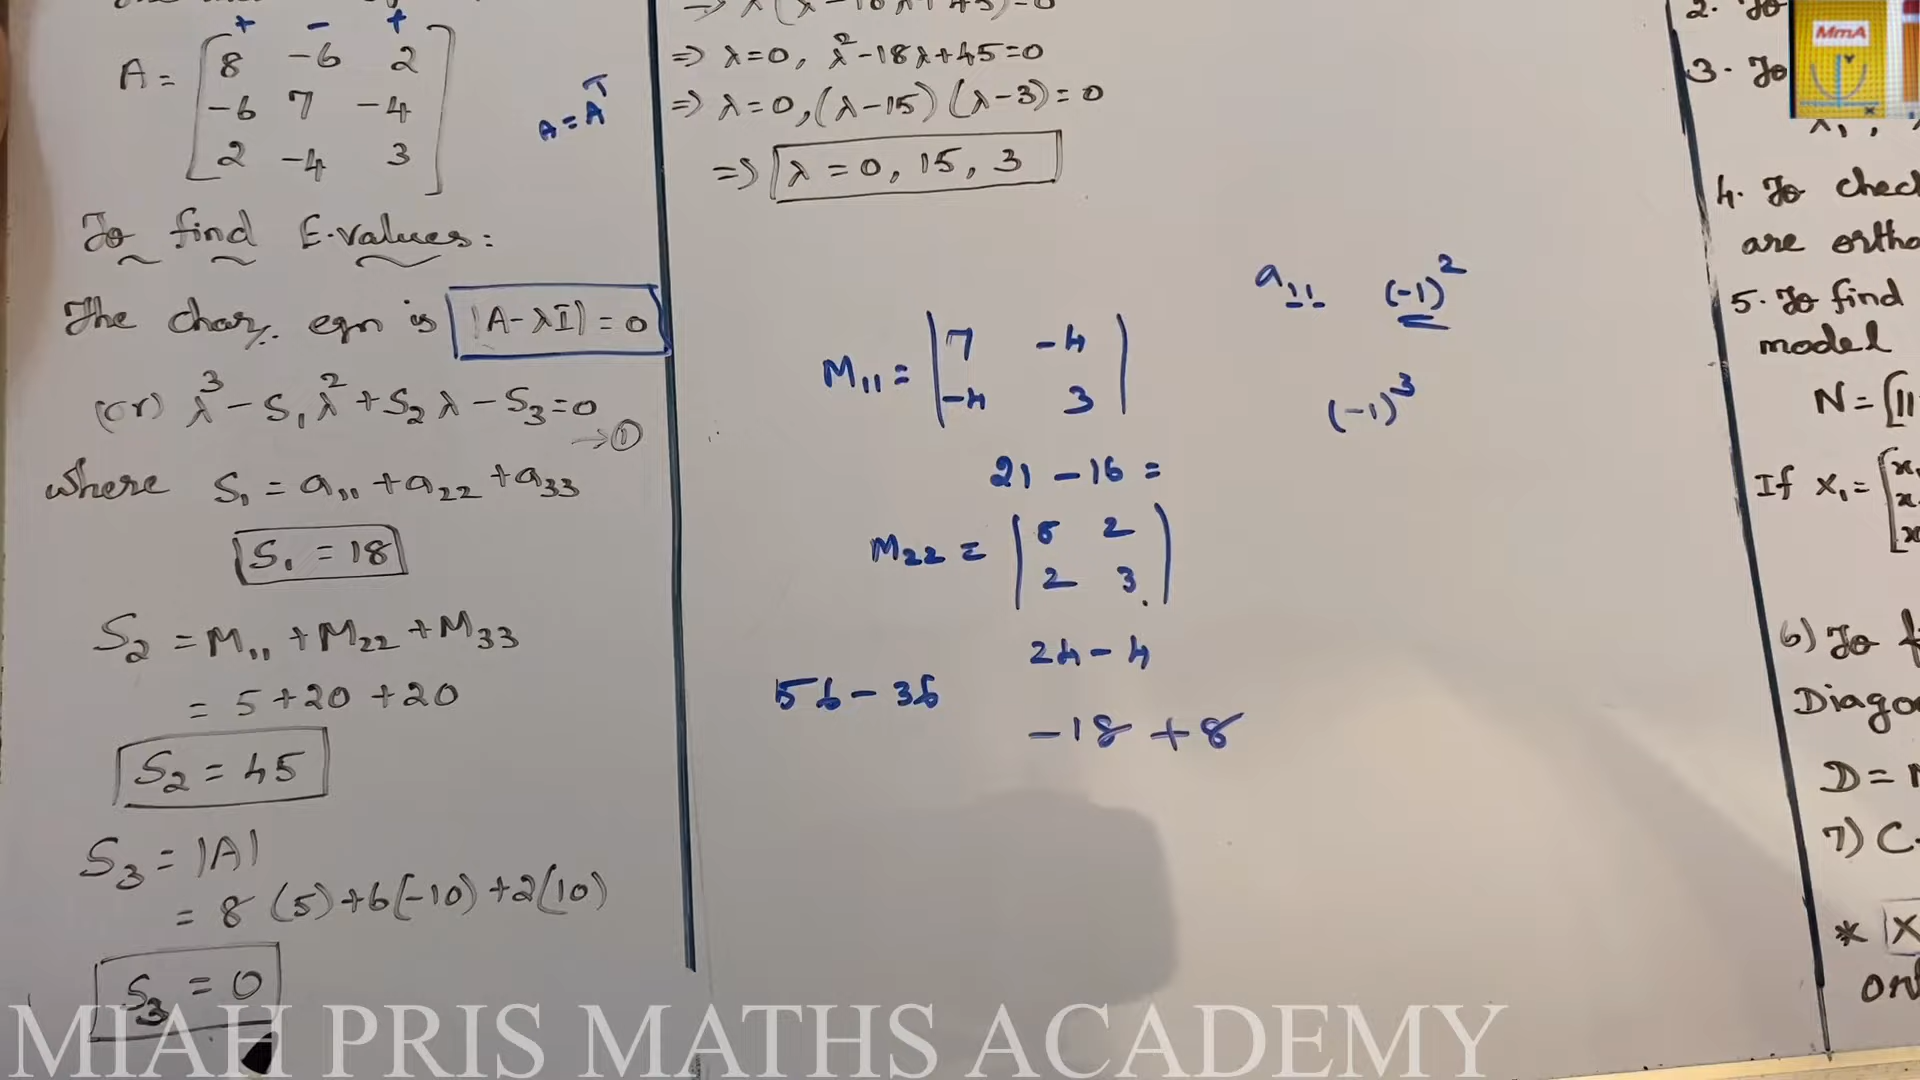 + - +
A = [8 -6 2
-6 7 -4
2 -4 3]
A = Aᵀ
To find E.values:
The char. eqn is |A-λI| = 0
(or) λ³ - S₁λ² + S₂λ - S₃ = 0
→ ①
where S₁ = a₁₁ + a₂₂ + a₃₃
S₁ = 18
S₂ = M₁₁ + M₂₂ + M₃₃
= 5 + 20 + 20
S₂ = 45
S₃ = |A|
= 8 (5) + 6(-10) + 2(10)
S₃ = 0
⇒ λ = 0, λ² - 18λ + 45 = 0
⇒ λ = 0, (λ-15) (λ-3) = 0
⇒ λ = 0, 15, 3
a₁₁ (-1)²
M₁₁ = |7 -4
-4 3|
(-1)³
21 - 16 =
M₂₂ = |8 2
2 3|
24 - 4
56 - 36
-18 + 8
2. To
3. To
MmA
4. To
are
5. To find
model
N =
If X₁ =
6) To
D =
7)
* X
MIAH PRIS MATHS ACADEMY